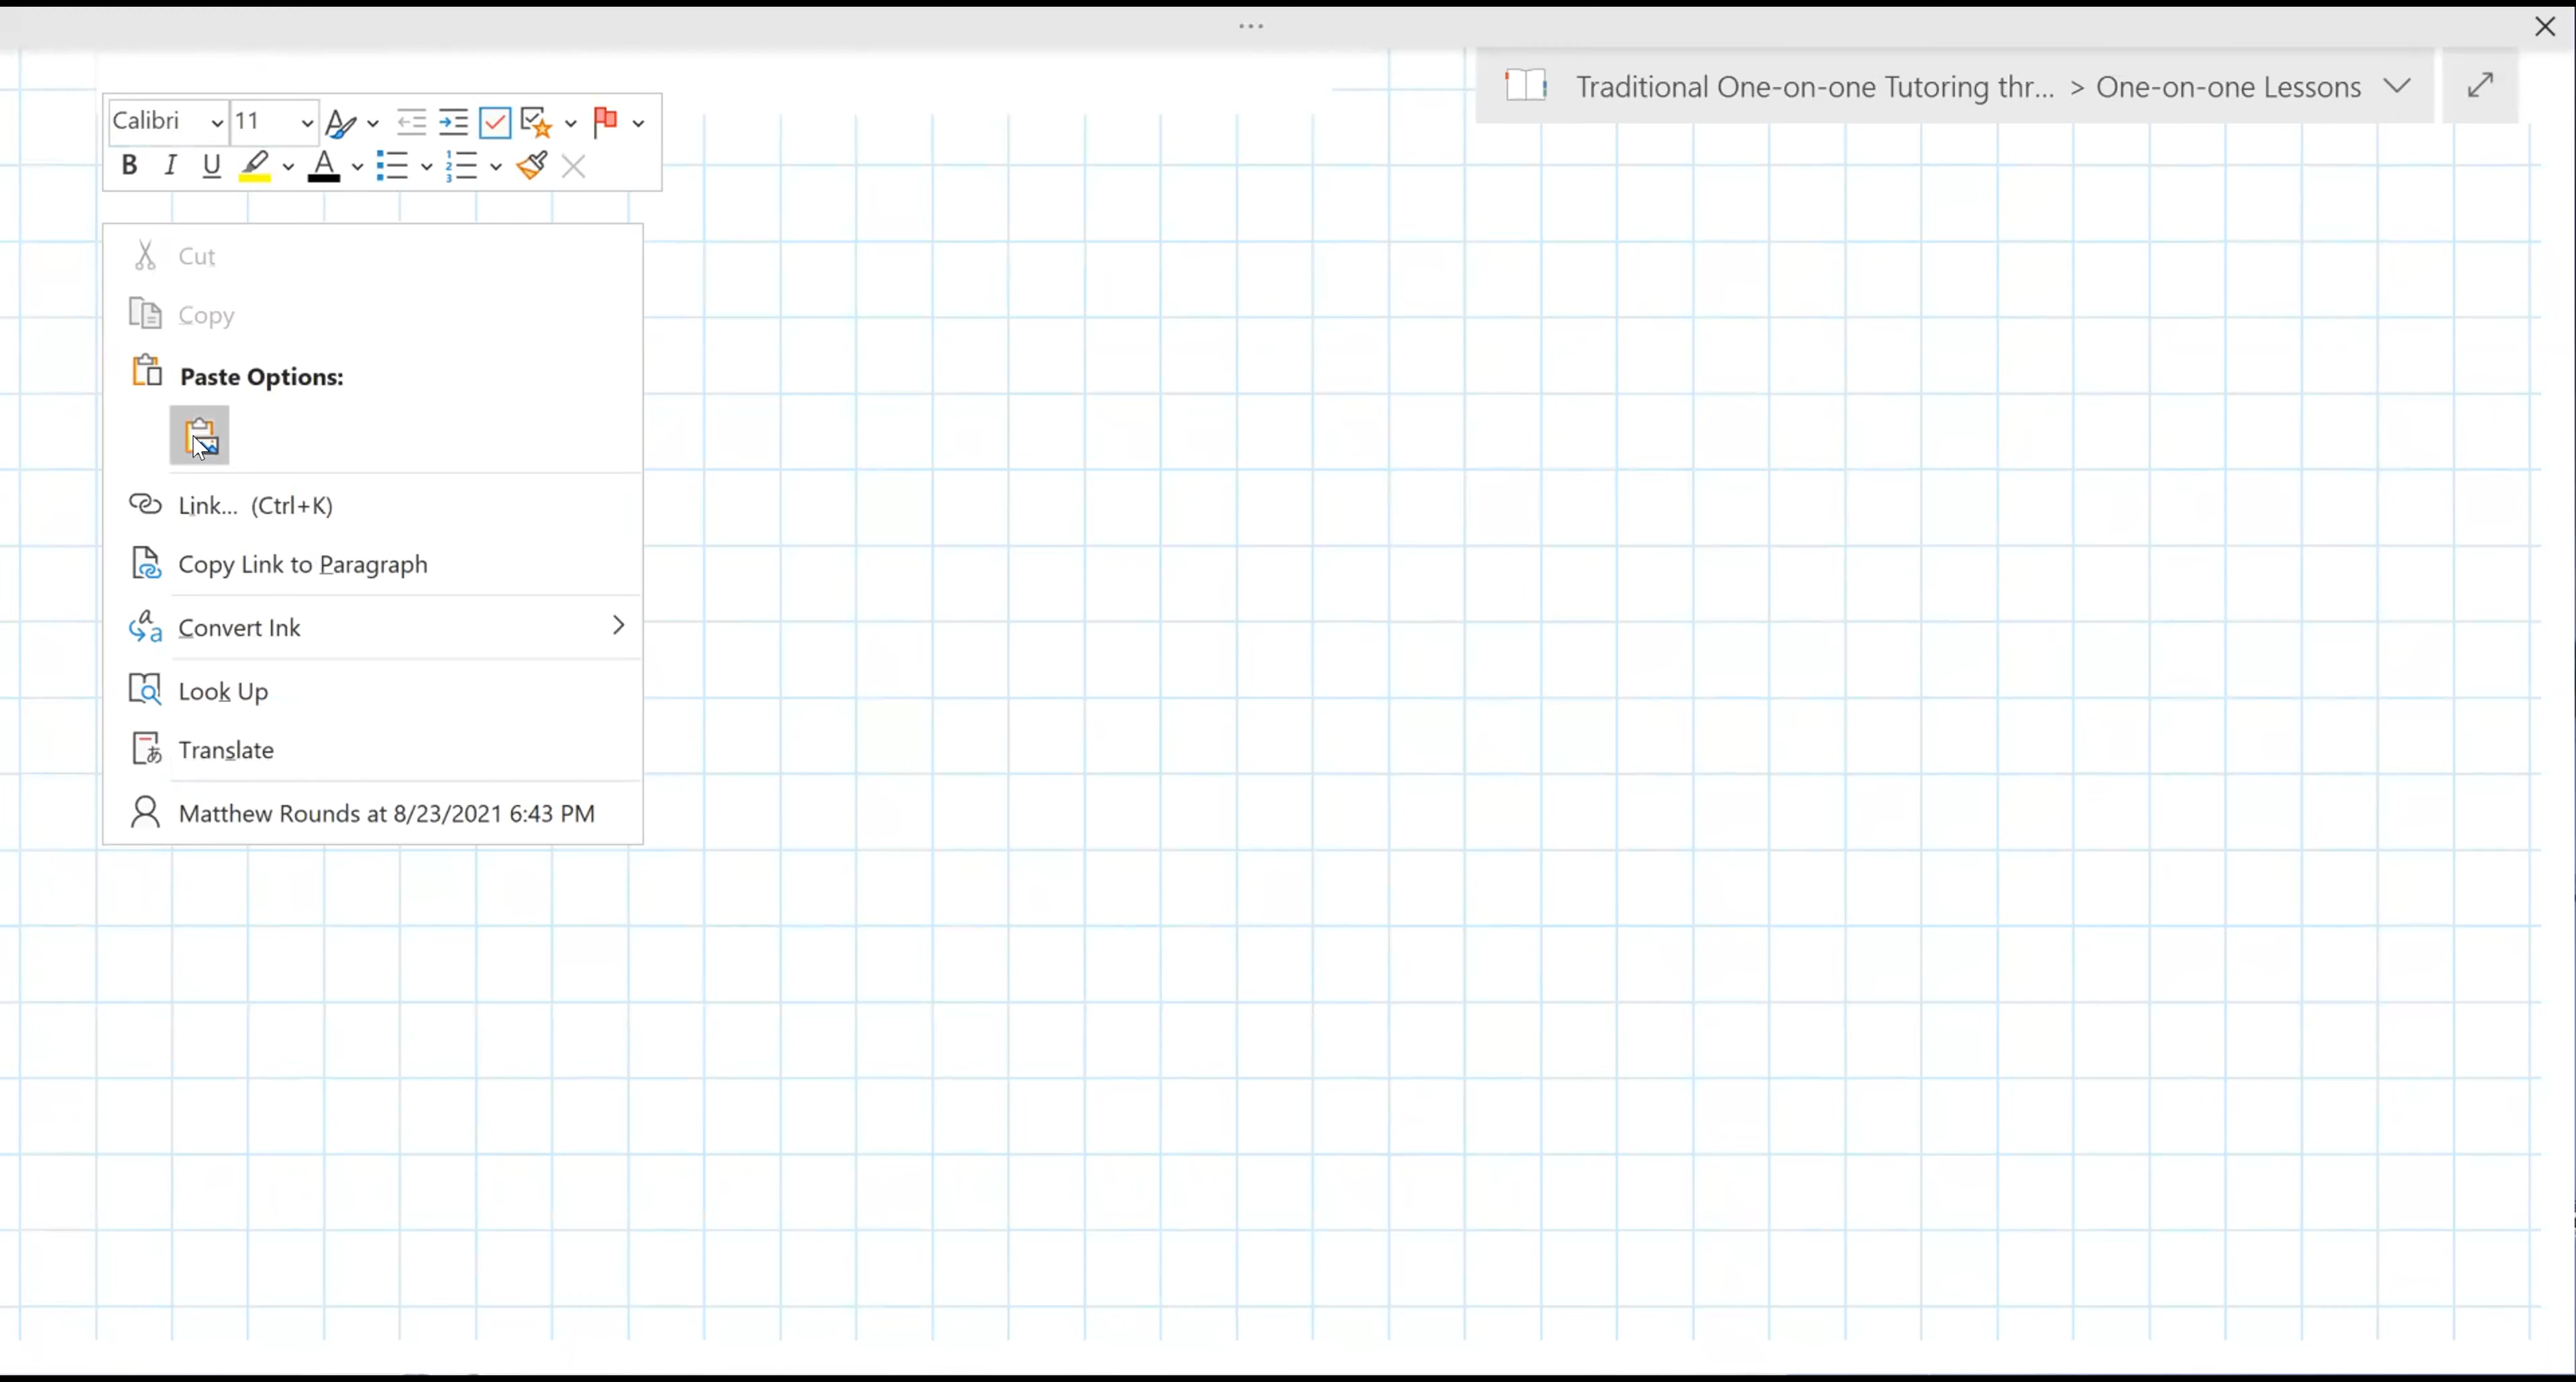 ...
Traditional One-on-one Tutoring thr... > One-on-one Lessons
Calibri 11
B I U A
Cut
Copy
Paste Options:
Link... (Ctrl+K)
Copy Link to Paragraph
Convert Ink
Look Up
Translate
Matthew Rounds at 8/23/2021 6:43 PM